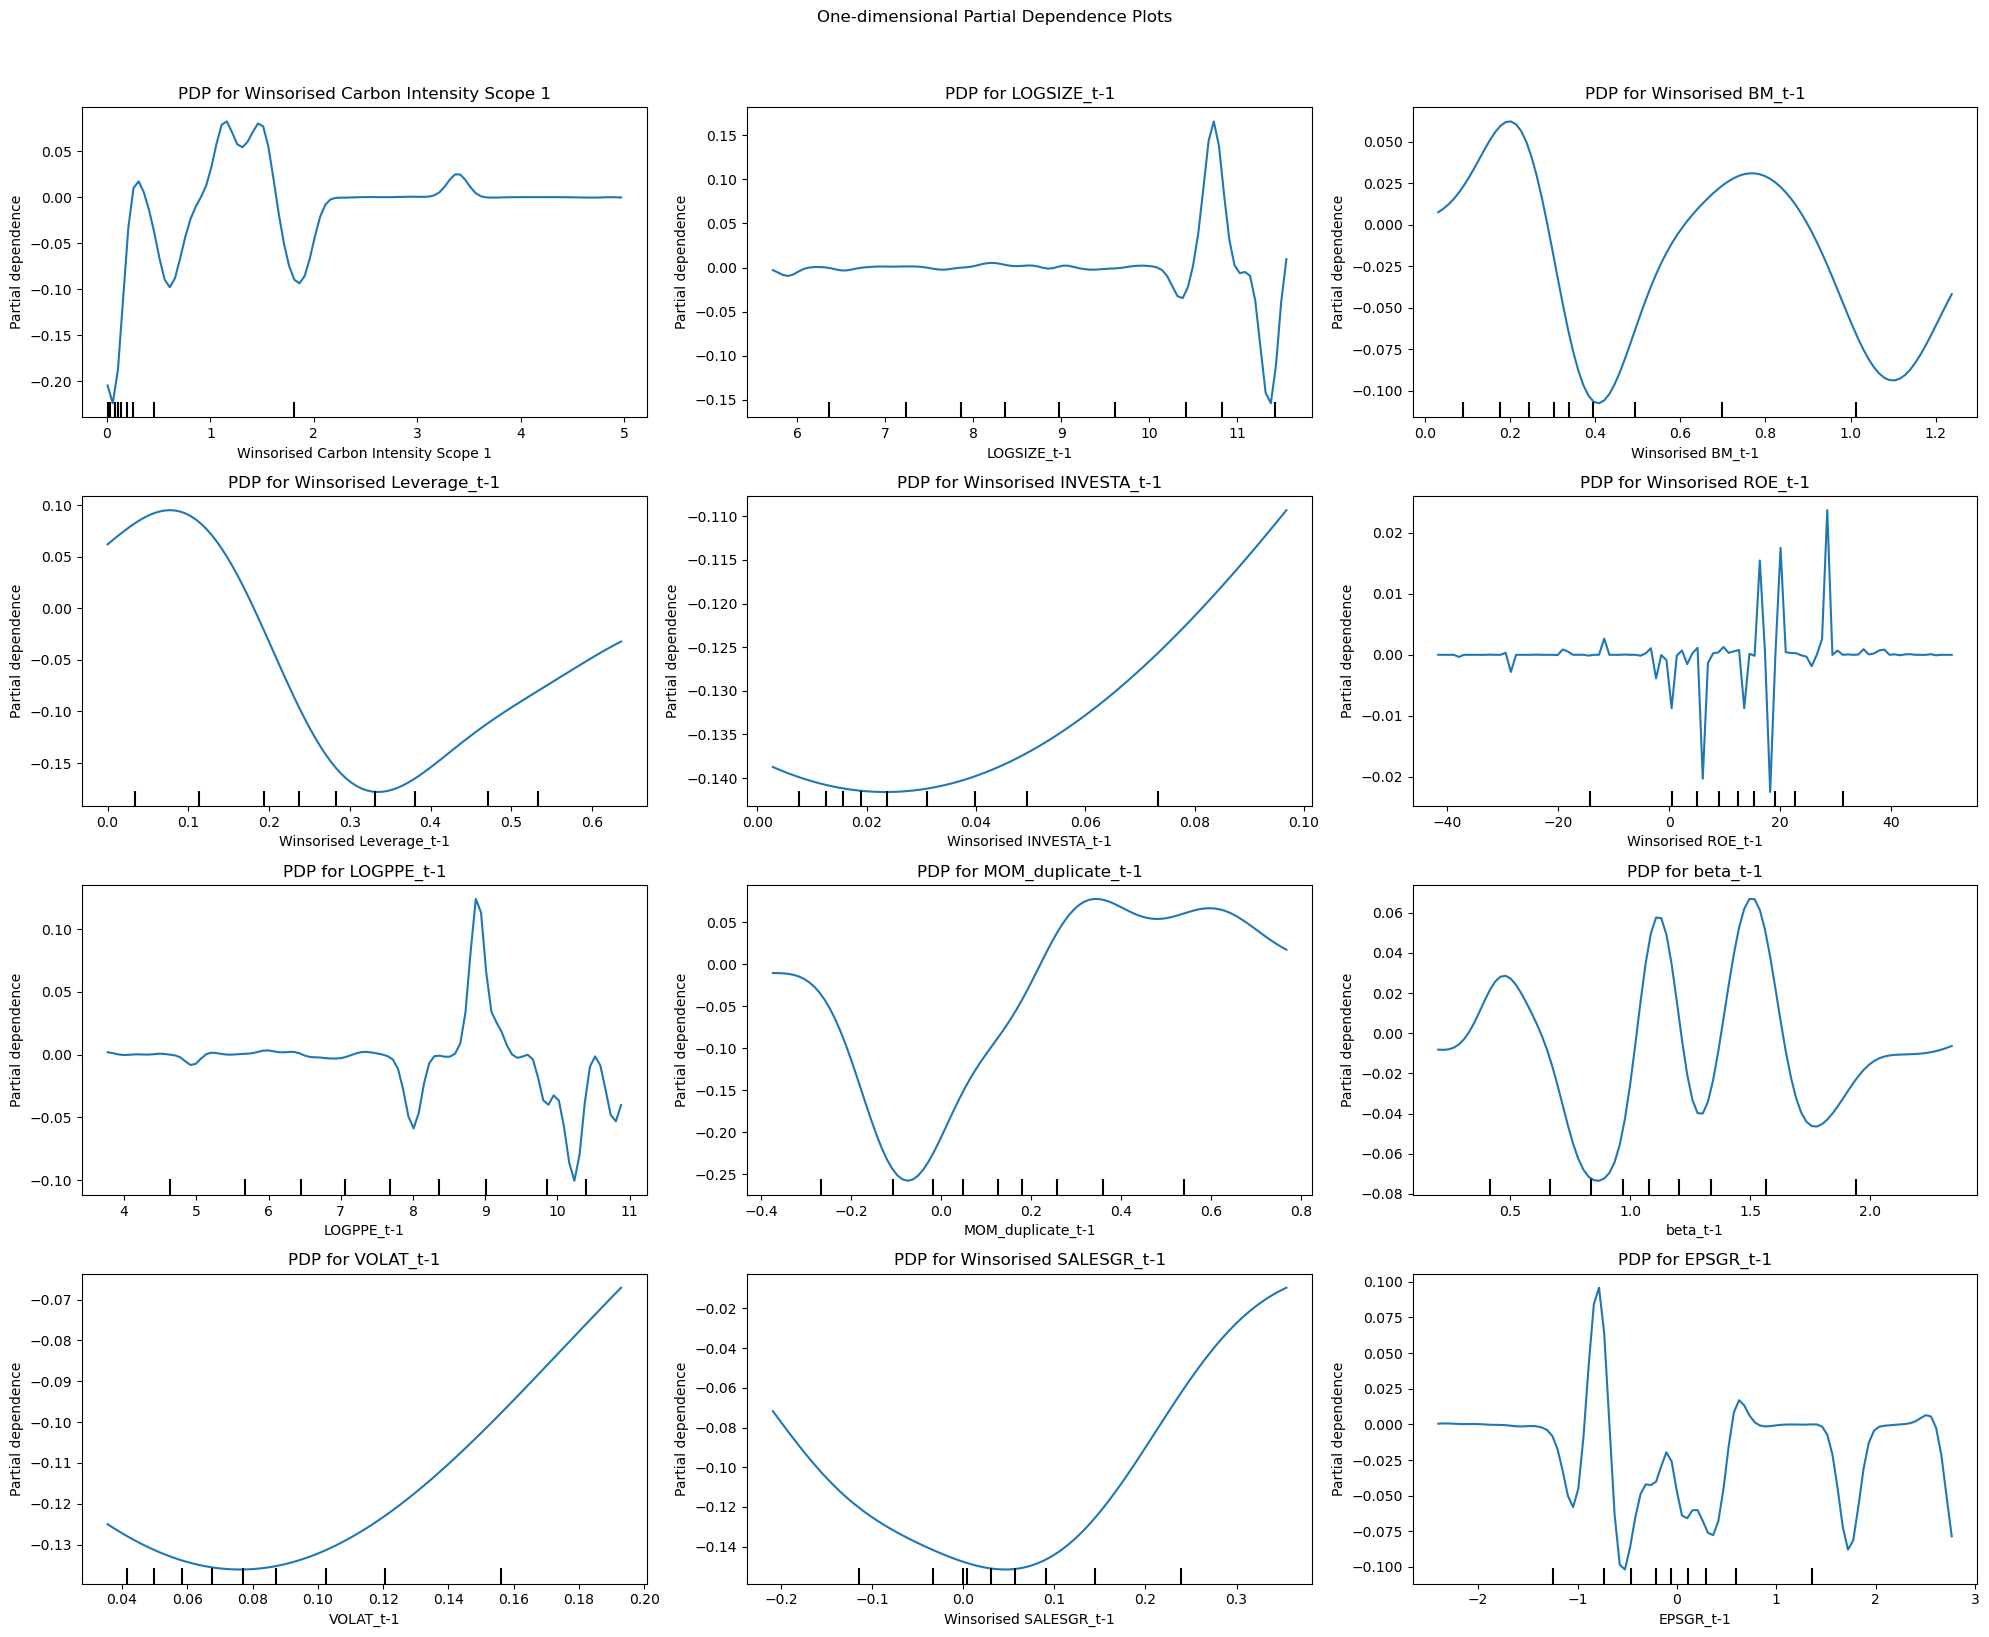 One-dimensional Partial Dependence Plots
PDP for Winsorised Carbon Intensity Scope 1
Partial dependence
0.05
0.00
−0.05
−0.10
−0.15
−0.20
0 1 2 3 4 5
Winsorised Carbon Intensity Scope 1
PDP for LOGSIZE_t-1
Partial dependence
0.15
0.10
0.05
0.00
−0.05
−0.10
−0.15
6 7 8 9 10 11
LOGSIZE_t-1
PDP for Winsorised BM_t-1
Partial dependence
0.050
0.025
0.000
−0.025
−0.050
−0.075
−0.100
0.0 0.2 0.4 0.6 0.8 1.0 1.2
Winsorised BM_t-1
PDP for Winsorised Leverage_t-1
Partial dependence
0.10
0.05
0.00
−0.05
−0.10
−0.15
0.0 0.1 0.2 0.3 0.4 0.5 0.6
Winsorised Leverage_t-1
PDP for Winsorised INVESTA_t-1
Partial dependence
−0.110
−0.115
−0.120
−0.125
−0.130
−0.135
−0.140
0.00 0.02 0.04 0.06 0.08 0.10
Winsorised INVESTA_t-1
PDP for Winsorised ROE_t-1
Partial dependence
0.02
0.01
0.00
−0.01
−0.02
−40 −20 0 20 40
Winsorised ROE_t-1
PDP for LOGPPE_t-1
Partial dependence
0.10
0.05
0.00
−0.05
−0.10
4 5 6 7 8 9 10 11
LOGPPE_t-1
PDP for MOM_duplicate_t-1
Partial dependence
0.05
0.00
−0.05
−0.10
−0.15
−0.20
−0.25
−0.4 −0.2 0.0 0.2 0.4 0.6 0.8
MOM_duplicate_t-1
PDP for beta_t-1
Partial dependence
0.06
0.04
0.02
0.00
−0.02
−0.04
−0.06
−0.08
0.5 1.0 1.5 2.0
beta_t-1
PDP for VOLAT_t-1
Partial dependence
−0.07
−0.08
−0.09
−0.10
−0.11
−0.12
−0.13
0.04 0.06 0.08 0.10 0.12 0.14 0.16 0.18 0.20
VOLAT_t-1
PDP for Winsorised SALESGR_t-1
Partial dependence
−0.02
−0.04
−0.06
−0.08
−0.10
−0.12
−0.14
−0.2 −0.1 0.0 0.1 0.2 0.3
Winsorised SALESGR_t-1
PDP for EPSGR_t-1
Partial dependence
0.100
0.075
0.050
0.025
0.000
−0.025
−0.050
−0.075
−0.100
−2 −1 0 1 2 3
EPSGR_t-1